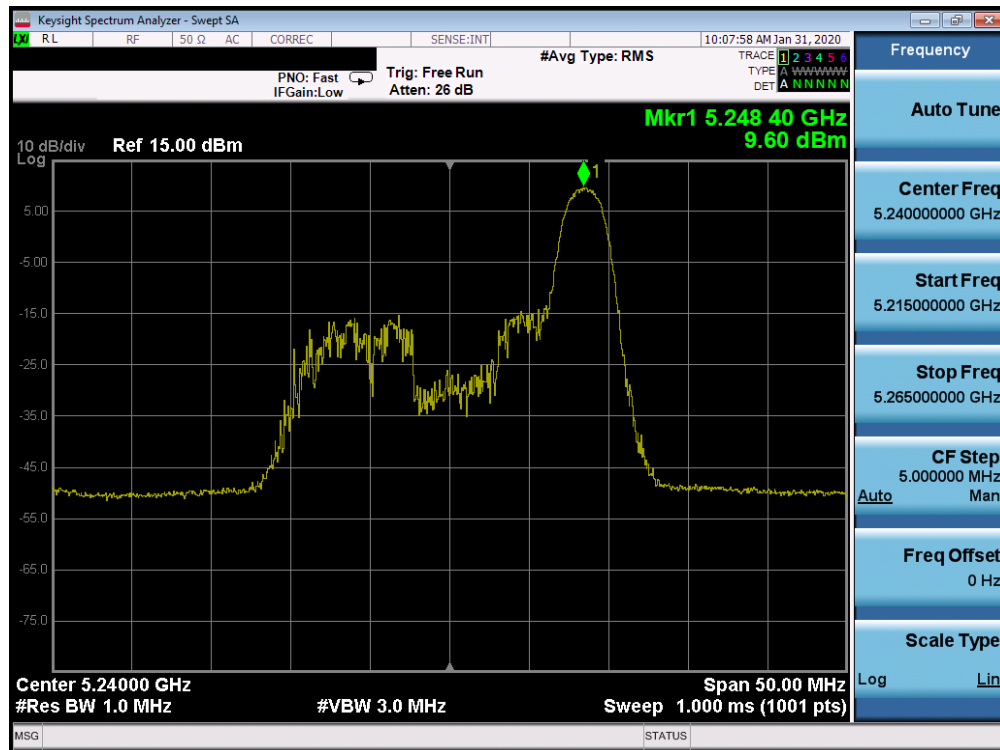 Keysight Spectrum Analyzer - Swept SA
LXI RL RF 50 Ω AC CORREC SENSE:INT 10:07:58 AM Jan 31, 2020
#Avg Type: RMS
TRACE 1 2 3 4 5 6
TYPE A WWWWW
DET A N N N N N
PNO: Fast
IFGain:Low
Trig: Free Run
Atten: 26 dB
Mkr1 5.248 40 GHz
9.60 dBm
10 dB/div
Log
Ref 15.00 dBm
1
5.00
-5.00
-15.0
-25.0
-35.0
-45.0
-55.0
-65.0
-75.0
Center 5.24000 GHz
Span 50.00 MHz
#Res BW 1.0 MHz
#VBW 3.0 MHz
Sweep 1.000 ms (1001 pts)
MSG
STATUS
Frequency
Auto Tune
Center Freq
5.240000000 GHz
Start Freq
5.215000000 GHz
Stop Freq
5.265000000 GHz
CF Step
5.000000 MHz
Auto Man
Freq Offset
0 Hz
Scale Type
Log Lin